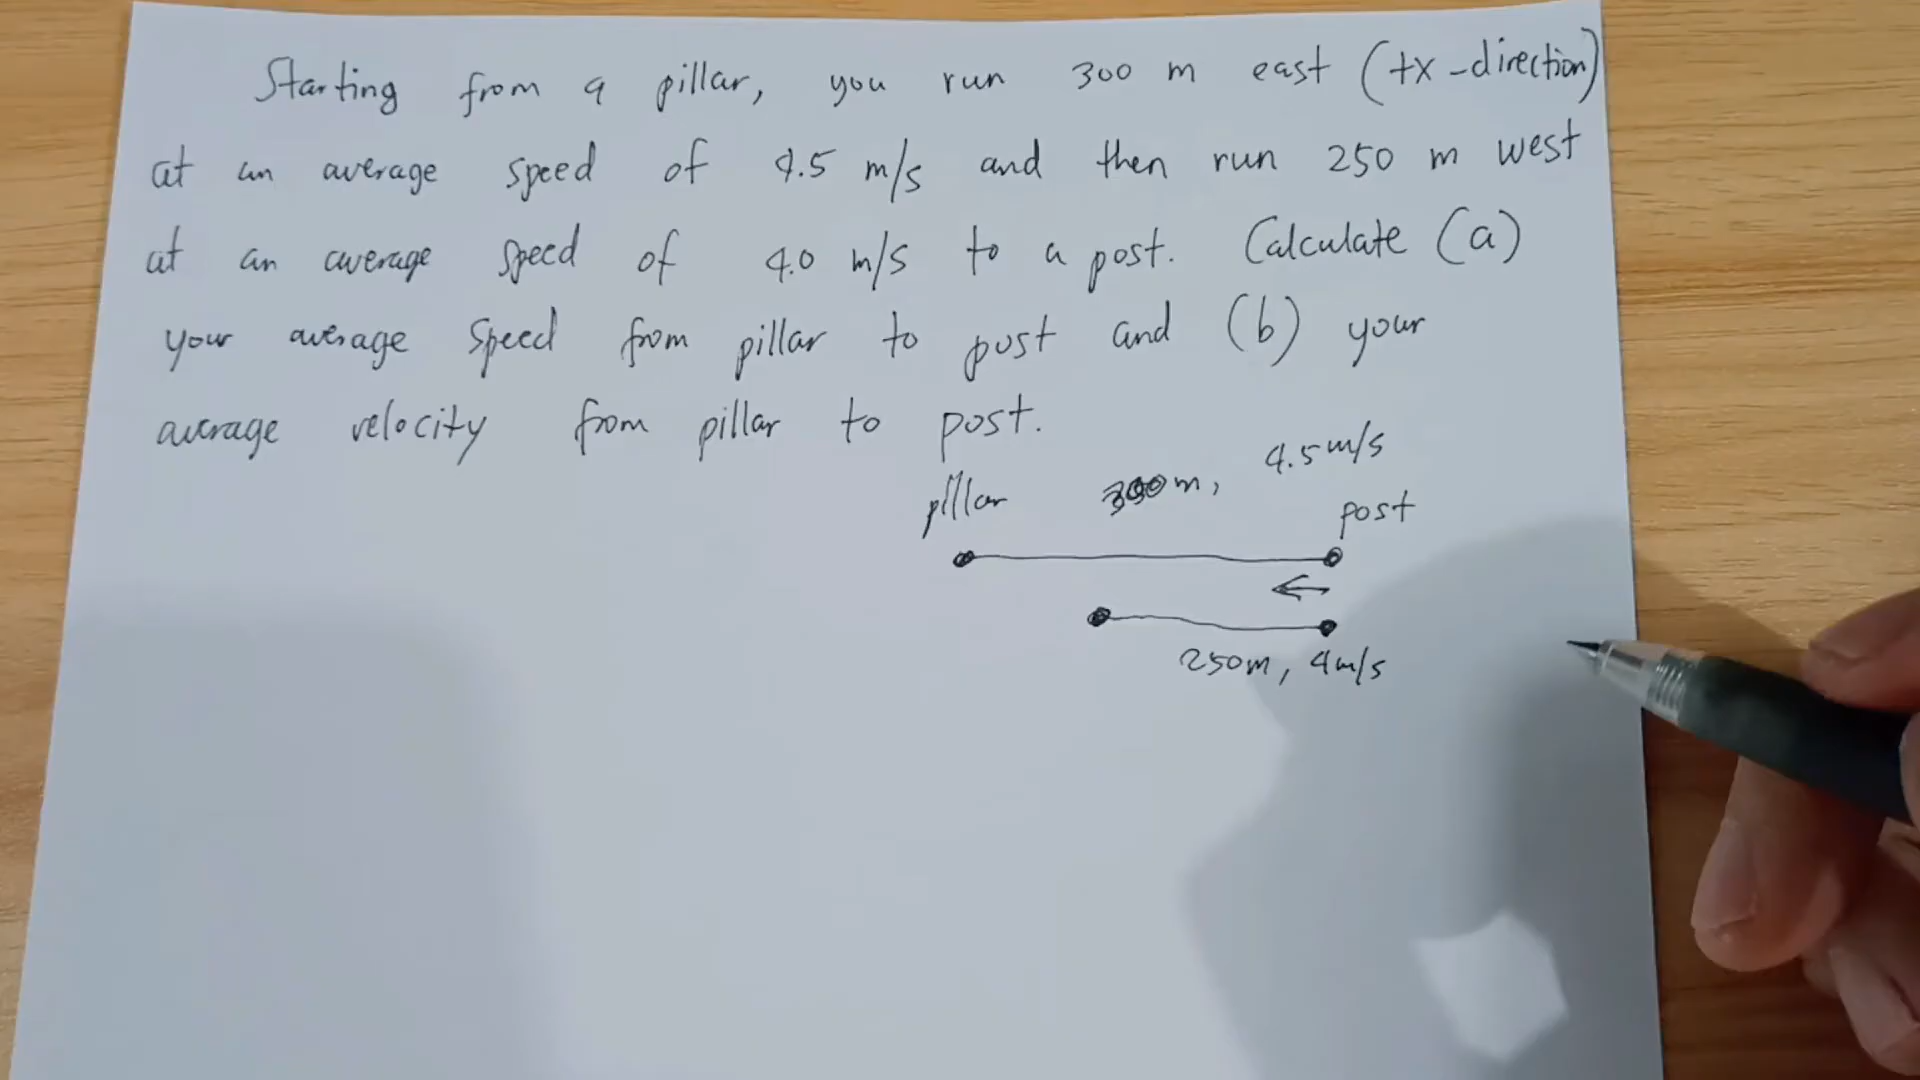 Starting from a pillar, you run 300 m east (+x-direction)
at an average speed of 4.5 m/s and then run 250 m west
at an average speed of 4.0 m/s to a post. Calculate (a)
your average speed from pillar to post and (b) your
average velocity from pillar to post.
pillar 300m, 4.5m/s
post
250m, 4m/s